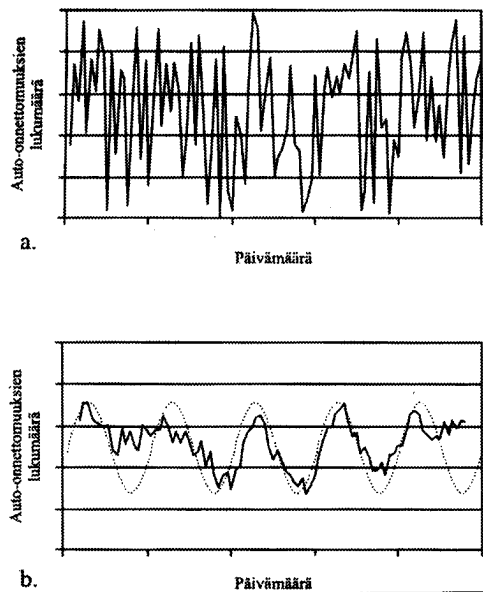 Auto-onnettomuuksien
lukumäärä
a.
Päivämäärä
Auto-onnettomuuksien
lukumäärä
b.
Päivämäärä